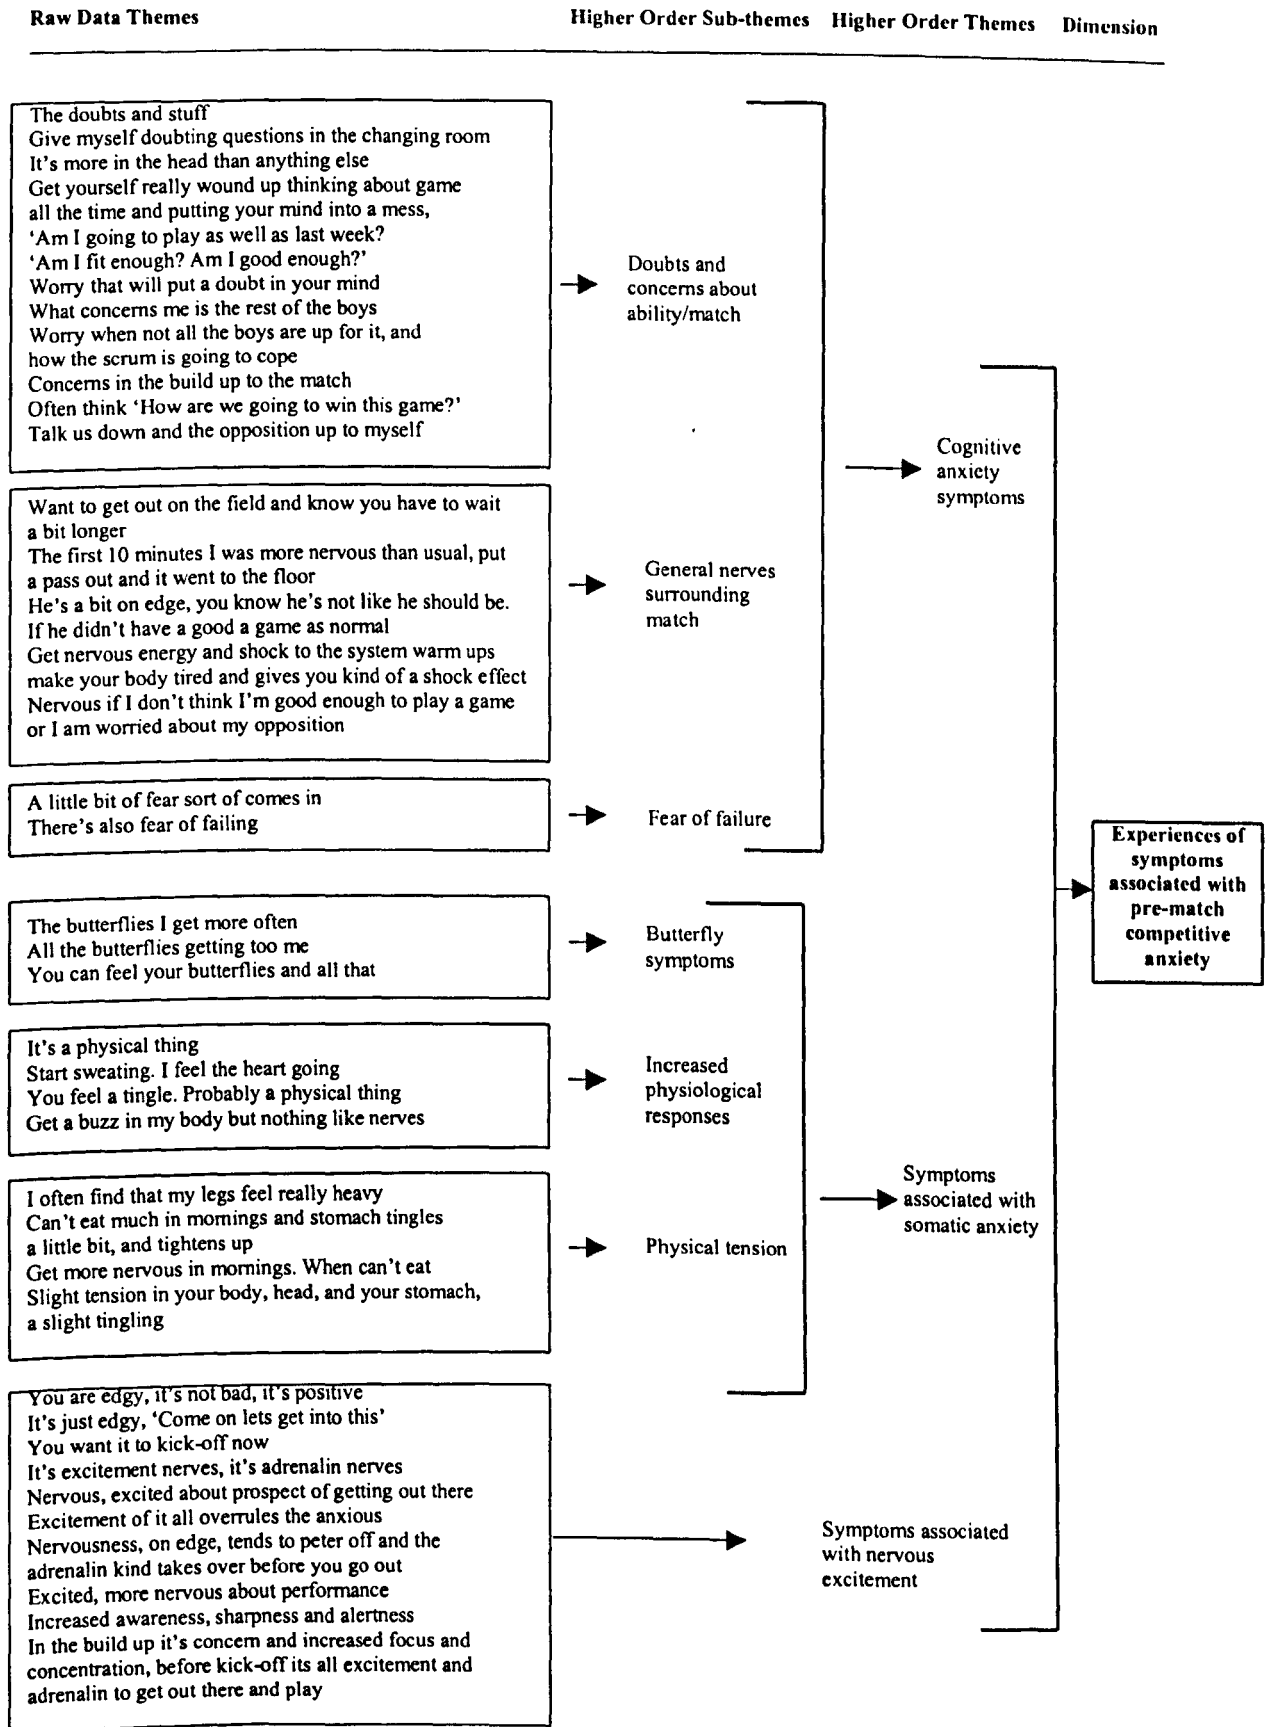 Raw Data Themes
Higher Order Sub-themes
Higher Order Themes
Dimension
The doubts and stuff
Give myself doubting questions in the changing room
It's more in the head than anything else
Get yourself really wound up thinking about game
all the time and putting your mind into a mess,
'Am I going to play as well as last week?
'Am I fit enough? Am I good enough?'
Worry that will put a doubt in your mind
What concerns me is the rest of the boys
Worry when not all the boys are up for it, and
how the scrum is going to cope
Concerns in the build up to the match
Often think 'How are we going to win this game?'
Talk us down and the opposition up to myself
Doubts and
concerns about
ability/match
Want to get out on the field and know you have to wait
a bit longer
The first 10 minutes I was more nervous than usual, put
a pass out and it went to the floor
He's a bit on edge, you know he's not like he should be.
If he didn't have a good a game as normal
Get nervous energy and shock to the system warm ups
make your body tired and gives you kind of a shock effect
Nervous if I don't think I'm good enough to play a game
or I am worried about my opposition
General nerves
surrounding
match
A little bit of fear sort of comes in
There's also fear of failing
Fear of failure
Cognitive
anxiety
symptoms
The butterflies I get more often
All the butterflies getting too me
You can feel your butterflies and all that
Butterfly
symptoms
It's a physical thing
Start sweating. I feel the heart going
You feel a tingle. Probably a physical thing
Get a buzz in my body but nothing like nerves
Increased
physiological
responses
I often find that my legs feel really heavy
Can't eat much in mornings and stomach tingles
a little bit, and tightens up
Get more nervous in mornings. When can't eat
Slight tension in your body, head, and your stomach,
a slight tingling
Physical tension
Symptoms
associated with
somatic anxiety
You are edgy, it's not bad, it's positive
It's just edgy, 'Come on lets get into this'
You want it to kick-off now
It's excitement nerves, it's adrenalin nerves
Nervous, excited about prospect of getting out there
Excitement of it all overrules the anxious
Nervousness, on edge, tends to peter off and the
adrenalin kind takes over before you go out
Excited, more nervous about performance
Increased awareness, sharpness and alertness
In the build up it's concern and increased focus and
concentration, before kick-off its all excitement and
adrenalin to get out there and play
Symptoms associated
with nervous
excitement
Experiences of
symptoms
associated with
pre-match
competitive
anxiety